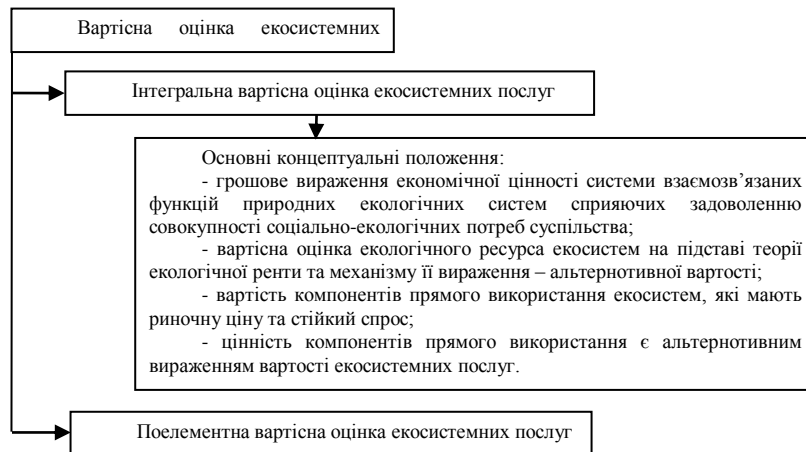 Вартісна оцінка екосистемних
Інтегральна вартісна оцінка екосистемних послуг
Основні концептуальні положення:
- грошове вираження економічної цінності системи взаємозв’язаних
функцій природних екологічних систем сприяючих задоволенню
совокупності соціально-екологічних потреб суспільства;
- вартісна оцінка екологічного ресурса екосистем на підставі теорії
екологічної ренти та механізму її вираження – альтернотивної вартості;
- вартість компонентів прямого використання екосистем, які мають
риночну ціну та стійкий спрос;
- цінність компонентів прямого використання є альтернотивним
вираженням вартості екосистемних послуг.
Поелементна вартісна оцінка екосистемних послуг